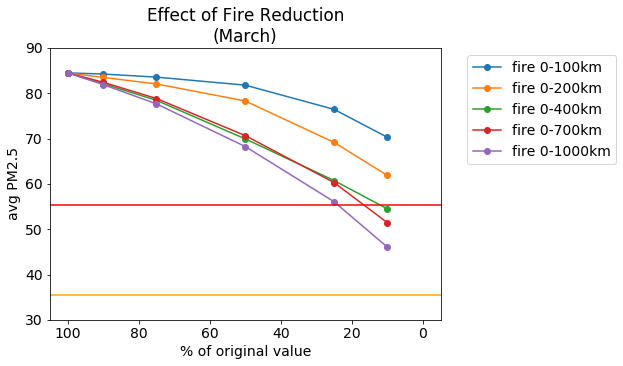 Effect of Fire Reduction
(March)
90
80
70
60
50
40
30
avg PM2.5
100
80
60
40
20
0
% of original value
fire 0-100km
fire 0-200km
fire 0-400km
fire 0-700km
fire 0-1000km